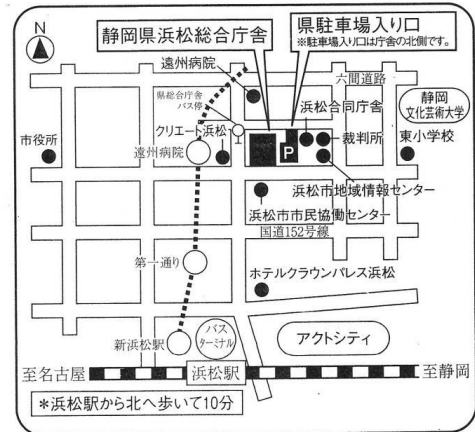 N
静岡県浜松総合庁舎
県駐車場入り口
※駐車場入り口は庁舎の北側です。
遠州病院
六間道路
県総合庁舎
バス停
浜松合同庁舎
静岡
文化芸術大学
市役所
クリエート浜松
遠州病院
P
裁判所
東小学校
浜松市地域情報センター
浜松市市民協働センター
国道152号線
第一通り
ホテルクラウンパレス浜松
新浜松駅
バス
ターミナル
アクトシティ
至名古屋
浜松駅
至静岡
*浜松駅から北へ歩いて10分